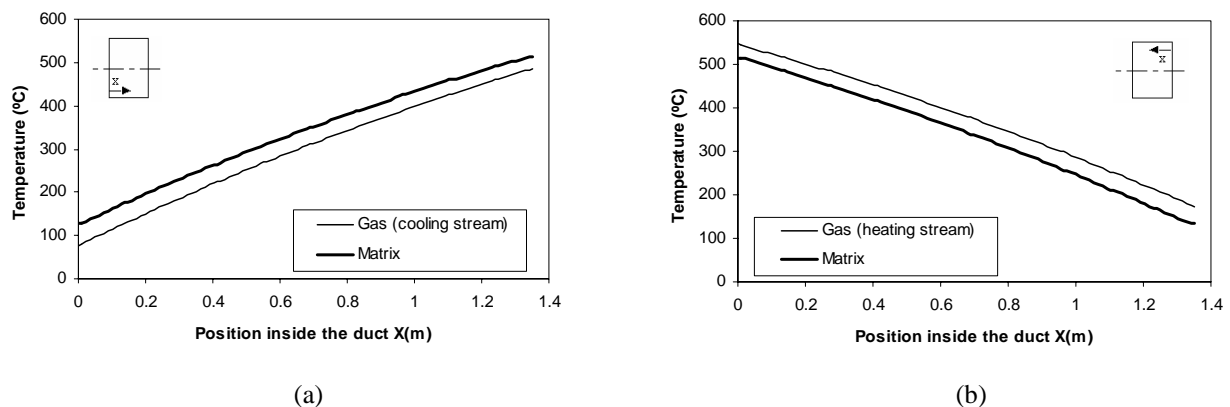 600
500
400
300
200
100
0
Temperature (ºC)
X
Gas (cooling stream)
Matrix
0 0.2 0.4 0.6 0.8 1 1.2 1.4
Position inside the duct X(m)
(a)
600
500
400
300
200
100
0
Temperature (ºC)
X
Gas (heating stream)
Matrix
0 0.2 0.4 0.6 0.8 1 1.2 1.4
Position inside the duct X(m)
(b)